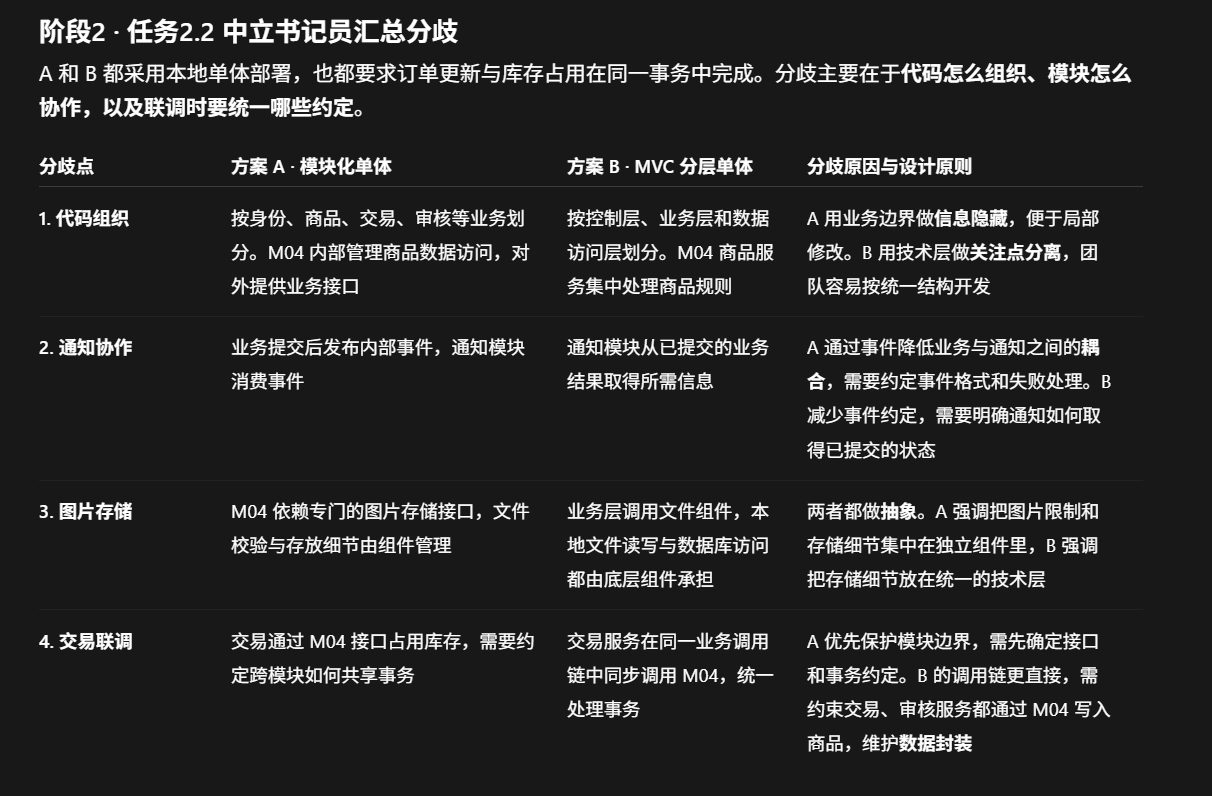 阶段2 · 任务2.2 中立书记员汇总分歧
A 和 B 都采用本地单体部署，也都要求订单更新与库存占用在同一事务中完成。分歧主要在于代码怎么组织、模块怎么
协作，以及联调时要统一哪些约定。
分歧点
方案 A · 模块化单体
方案 B · MVC 分层单体
分歧原因与设计原则
1. 代码组织
按身份、商品、交易、审核等业务划
分。M04 内部管理商品数据访问，对
外提供业务接口
按控制层、业务层和数据
访问层划分。M04 商品服
务集中处理商品规则
A 用业务边界做信息隐藏，便于局部
修改。B 用技术层做关注点分离，团
队容易按统一结构开发
2. 通知协作
业务提交后发布内部事件，通知模块
消费事件
通知模块从已提交的业务
结果取得所需信息
A 通过事件降低业务与通知之间的耦
合，需要约定事件格式和失败处理。B
减少事件约定，需要明确通知如何取
得已提交的状态
3. 图片存储
M04 依赖专门的图片存储接口，文件
校验与存放细节由组件管理
业务层调用文件组件，本
地文件读写与数据库访问
都由底层组件承担
两者都做抽象。A 强调把图片限制和
存储细节集中在独立组件里，B 强调
把存储细节放在统一的技术层
4. 交易联调
交易通过 M04 接口占用库存，需要约
定跨模块如何共享事务
交易服务在同一业务调用
链中同步调用 M04，统一
处理事务
A 优先保护模块边界，需先确定接口
和事务约定。B 的调用链更直接，需
约束交易、审核服务都通过 M04 写入
商品，维护数据封装